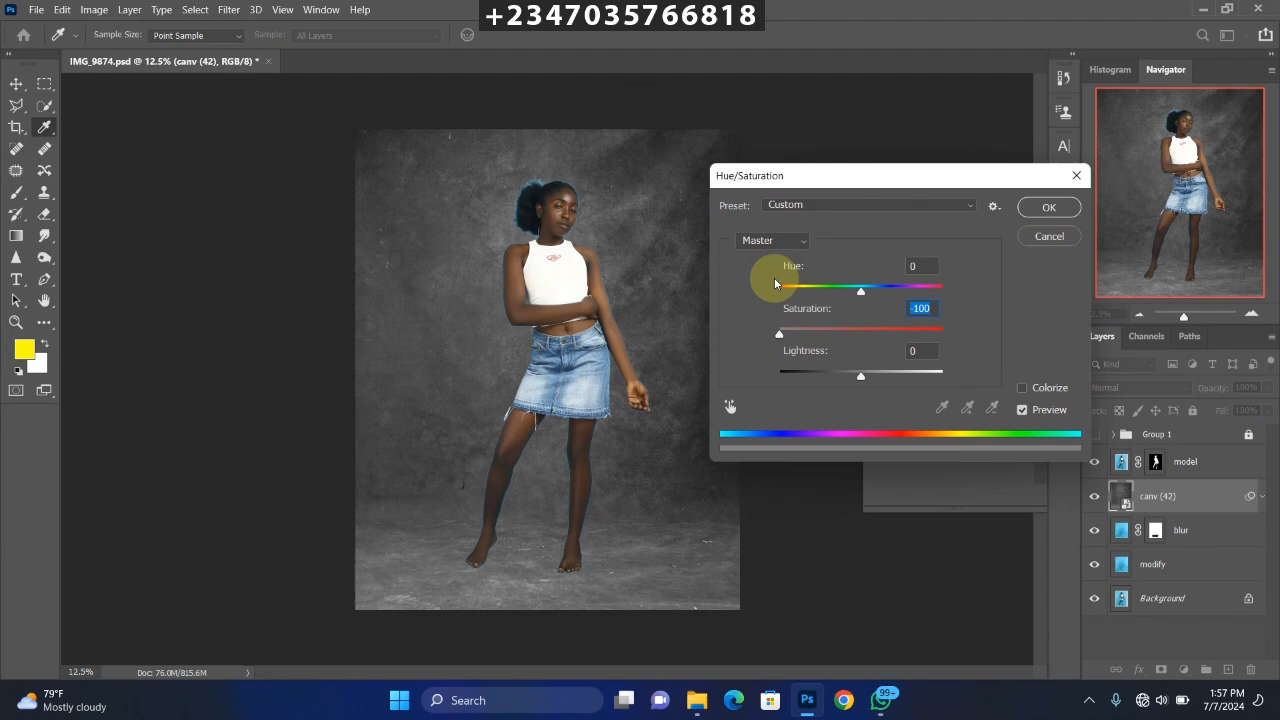 +2347035766818
Ps File Edit Image Layer Type Select Filter 3D View Window Help
Sample Size: Point Sample Sample: All Layers
IMG_9874.psd @ 12.5% (canv (42), RGB/8) *
Histogram Navigator
Hue/Saturation
Preset: Custom OK
Cancel
Master
Hue: 0
Saturation: -100
Lightness: 0
Colorize
Preview
Layers Channels Paths
Kind
Normal Opacity: 100%
Fill: 100%
Group 1
model
canv (42)
blur
modify
Background
12.5% Doc: 76.0M/815.6M
79°F
Mostly cloudy
Search
Ps
99+
1:57 PM
7/7/2024